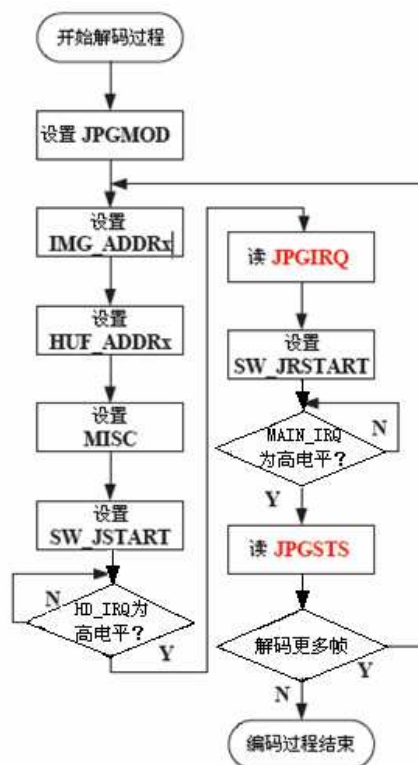 开始解码过程
设置 JPGMOD
设置
IMG_ADDRx
设置
HUF_ADDRx
设置
MISC
设置
SW_JSTART
N
HD_IRQ为
高电平？
Y
读 JPGIRQ
设置
SW_JRSTART
MAIN_IRQ
为高电平？
N
Y
读 JPGSTS
解码更多帧
Y
N
编码过程结束